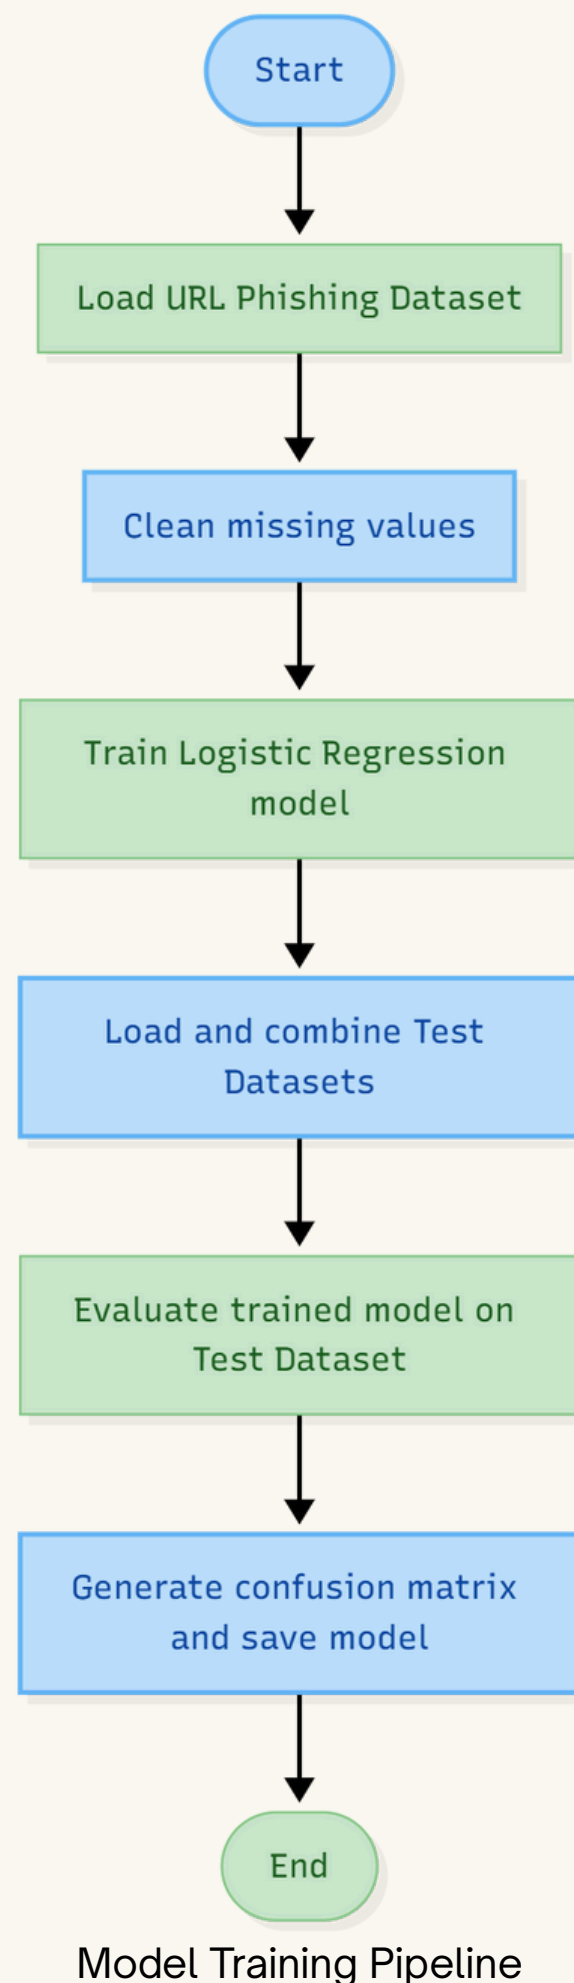 Start
Load URL Phishing Dataset
Clean missing values
Train Logistic Regression
model
Load and combine Test
Datasets
Evaluate trained model on
Test Dataset
Generate confusion matrix
and save model
End
Model Training Pipeline